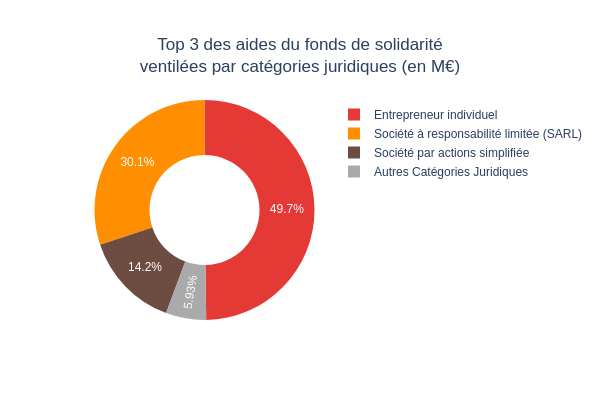 Top 3 des aides du fonds de solidarité
ventilées par catégories juridiques (en M€)
Entrepreneur individuel
Société à responsabilité limitée (SARL)
Société par actions simplifiée
Autres Catégories Juridiques
30.1%
49.7%
14.2%
5.93%